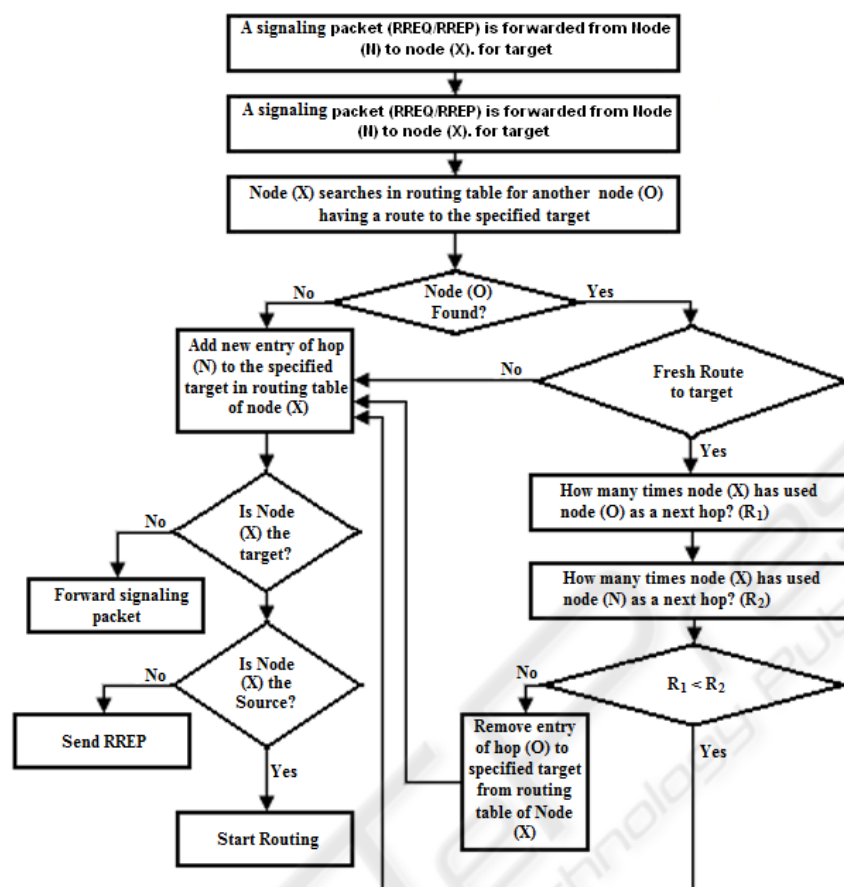 A signaling packet (RREQ/RREP) is forwarded from Node
(N) to node (X). for target
A signaling packet (RREQ/RREP) is forwarded from Node
(N) to node (X). for target
Node (X) searches in routing table for another node (O)
having a route to the specified target
No
Node (O)
Found?
Yes
Add new entry of hop
(N) to the specified
target in routing table
of node (X)
No
Fresh Route
to target
Yes
How many times node (X) has used
node (O) as a next hop? (R1)
No
Is Node
(X) the
target?
How many times node (X) has used
node (N) as a next hop? (R2)
Forward signaling
packet
No
Is Node
(X) the
Source?
No
R1 < R2
Send RREP
Remove entry
of hop (O) to
specified target
from routing
table of Node
(X)
Yes
Yes
Start Routing